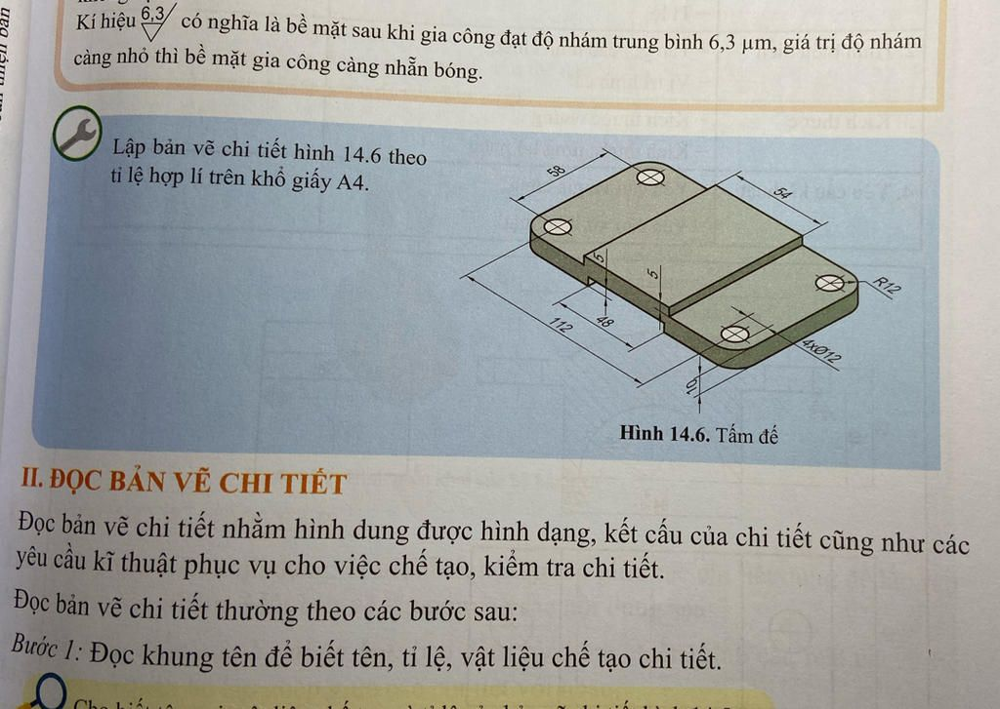 Kí hiệu 6,3/ có nghĩa là bề mặt sau khi gia công đạt độ nhám trung bình 6,3 µm, giá trị độ nhám
càng nhỏ thì bề mặt gia công càng nhẵn bóng.
Lập bản vẽ chi tiết hình 14.6 theo
tỉ lệ hợp lí trên khổ giấy A4.
58
54
5
5
R12
48
112
4xØ12
10
Hình 14.6. Tấm đế
II. ĐỌC BẢN VẼ CHI TIẾT
Đọc bản vẽ chi tiết nhằm hình dung được hình dạng, kết cấu của chi tiết cũng như các
yêu cầu kĩ thuật phục vụ cho việc chế tạo, kiểm tra chi tiết.
Đọc bản vẽ chi tiết thường theo các bước sau:
Bước 1: Đọc khung tên để biết tên, tỉ lệ, vật liệu chế tạo chi tiết.